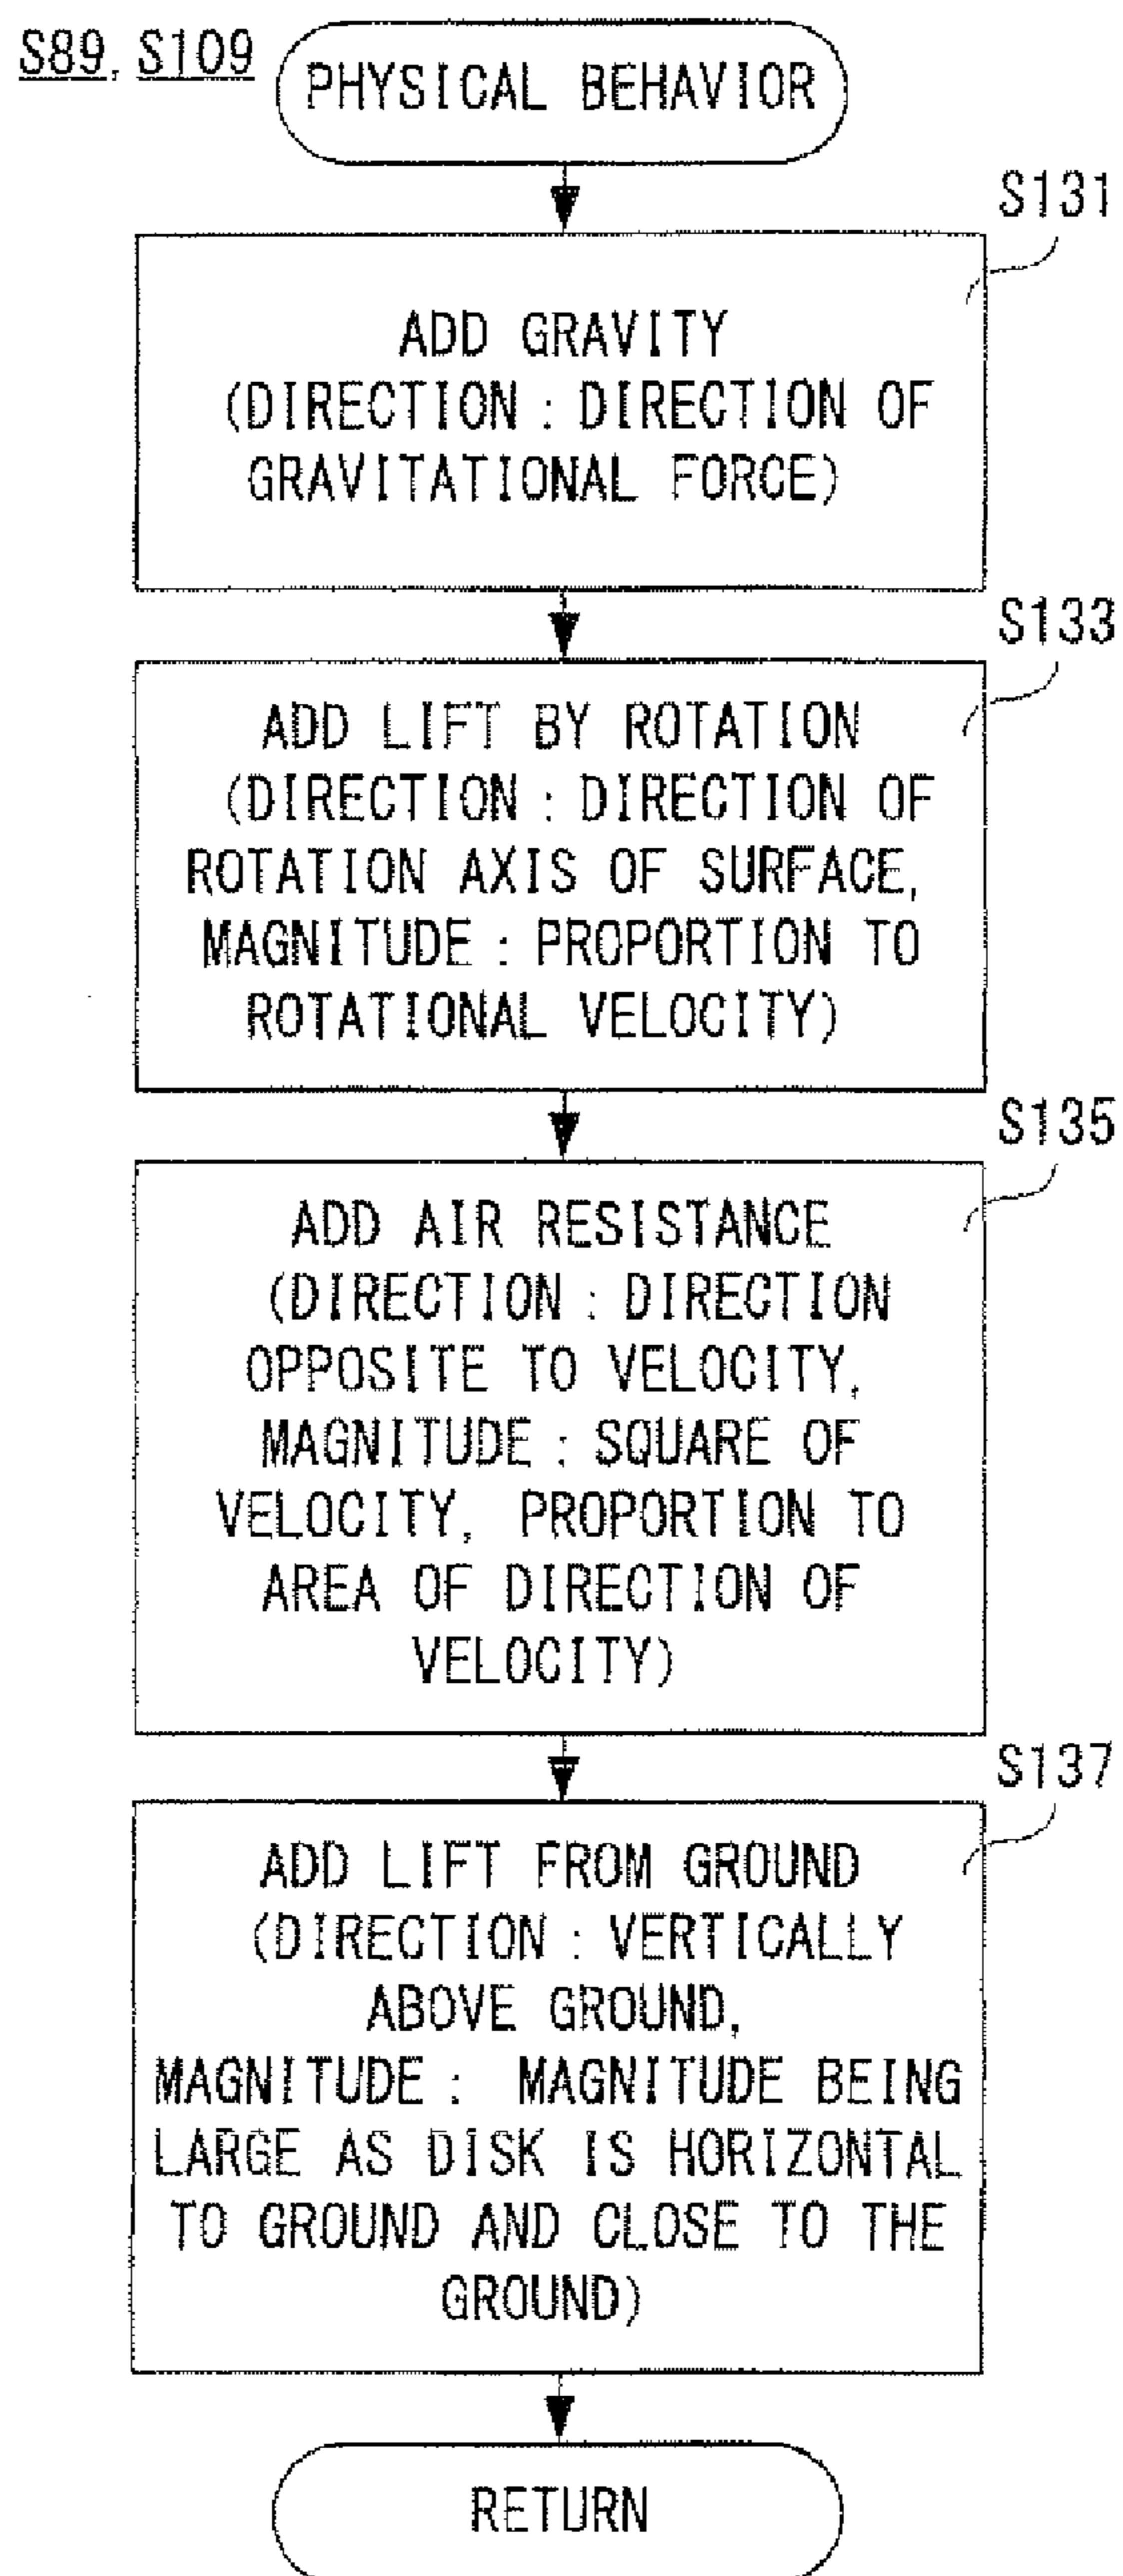 S89, S109
PHYSICAL BEHAVIOR
S131
ADD GRAVITY
(DIRECTION : DIRECTION OF
GRAVITATIONAL FORCE)
S133
ADD LIFT BY ROTATION
(DIRECTION : DIRECTION OF
ROTATION AXIS OF SURFACE,
MAGNITUDE : PROPORTION TO
ROTATIONAL VELOCITY)
S135
ADD AIR RESISTANCE
(DIRECTION : DIRECTION
OPPOSITE TO VELOCITY,
MAGNITUDE : SQUARE OF
VELOCITY, PROPORTION TO
AREA OF DIRECTION OF
VELOCITY)
S137
ADD LIFT FROM GROUND
(DIRECTION : VERTICALLY
ABOVE GROUND,
MAGNITUDE : MAGNITUDE BEING
LARGE AS DISK IS HORIZONTAL
TO GROUND AND CLOSE TO THE
GROUND)
RETURN